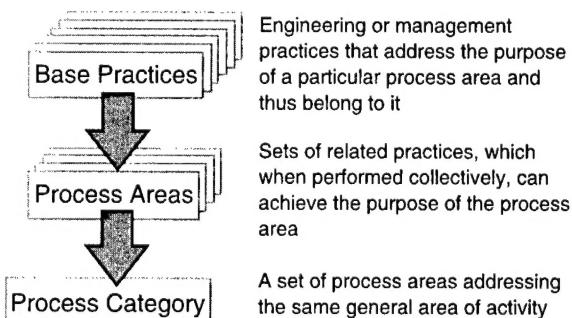 Base Practices
Engineering or management
practices that address the purpose
of a particular process area and
thus belong to it
Process Areas
Sets of related practices, which
when performed collectively, can
achieve the purpose of the process
area
Process Category
A set of process areas addressing
the same general area of activity